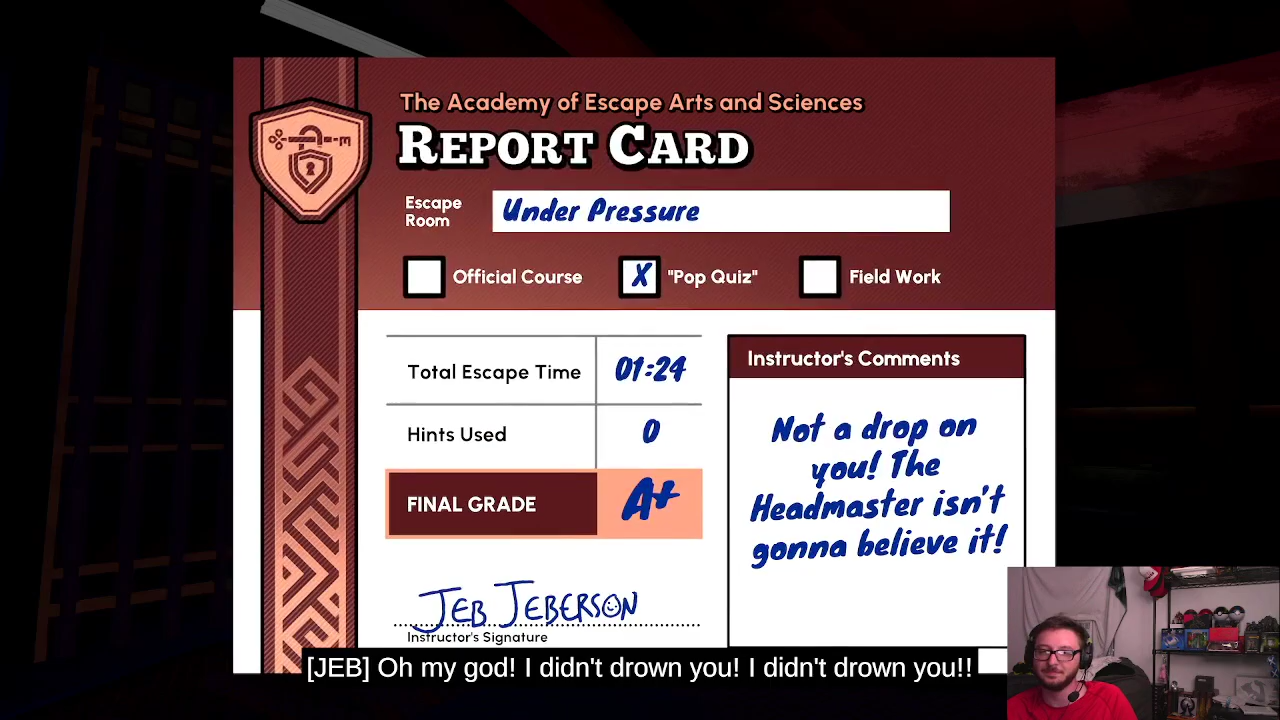 The Academy of Escape Arts and Sciences
REPORT CARD
Escape
Room
Under Pressure
Official Course
X
"Pop Quiz"
Field Work
Total Escape Time
01:24
Hints Used
0
FINAL GRADE
A+
JEB JEBERSON
Instructor's Signature
Instructor's Comments
Not a drop on
you! The
Headmaster isn't
gonna believe it!
[JEB] Oh my god! I didn't drown you! I didn't drown you!!